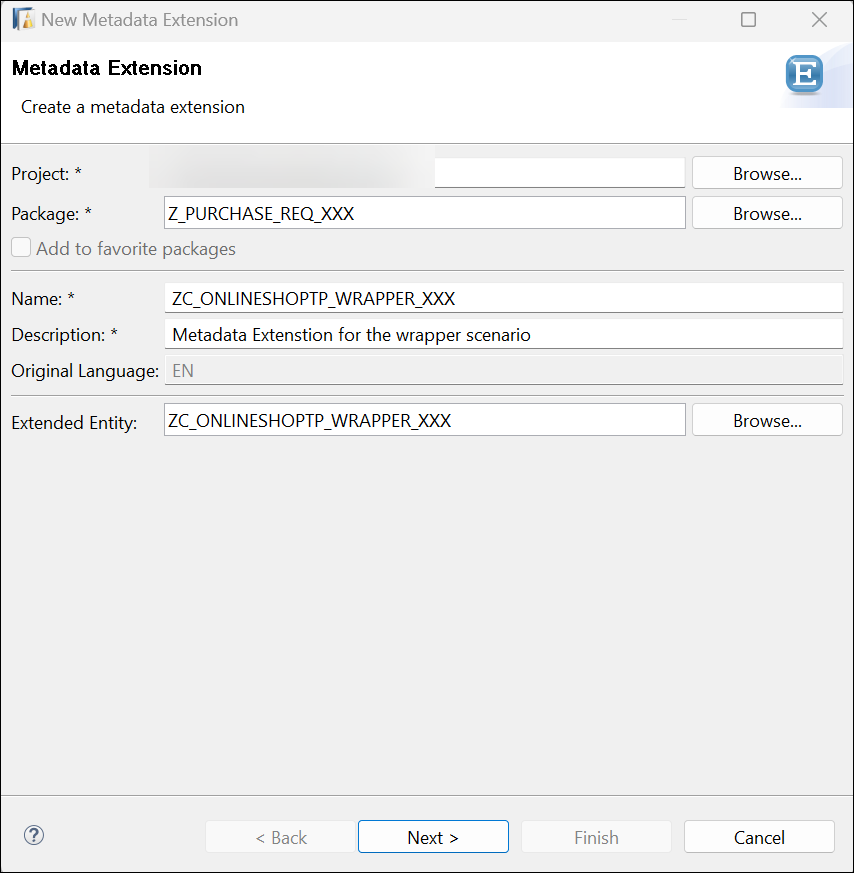 New Metadata Extension
Metadata Extension
E
Create a metadata extension
Project: *
Browse...
Package: * Z_PURCHASE_REQ_XXX Browse...
Add to favorite packages
Name: * ZC_ONLINESHOPTP_WRAPPER_XXX
Description: * Metadata Extenstion for the wrapper scenario
Original Language: EN
Extended Entity: ZC_ONLINESHOPTP_WRAPPER_XXX Browse...
? < Back Next > Finish Cancel